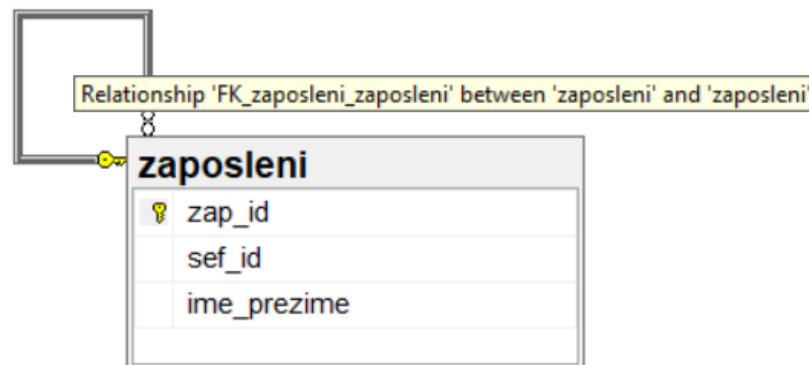 Relationship 'FK_zaposleni_zaposleni' between 'zaposleni' and 'zaposleni'
zaposleni
zap_id
sef_id
ime_prezime